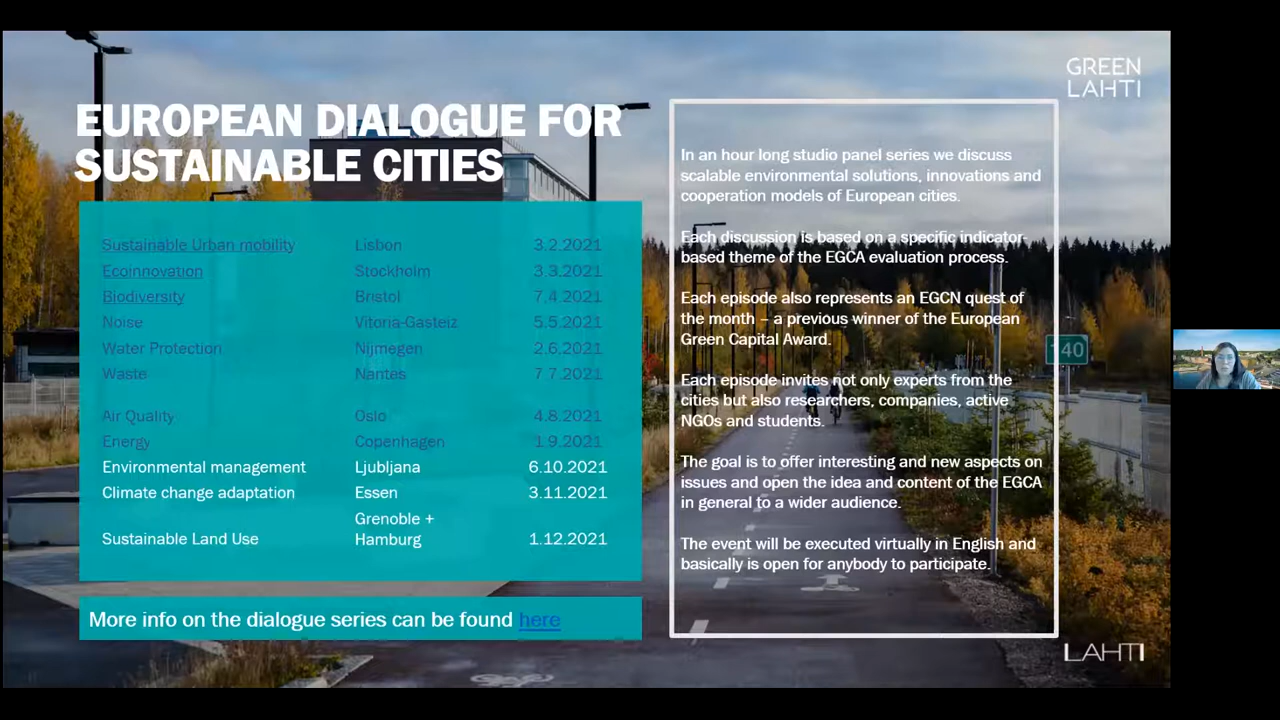 GREEN
LAHTI
EUROPEAN DIALOGUE FOR
SUSTAINABLE CITIES
Sustainable Urban mobility Lisbon 3.2.2021
Ecoinnovation Stockholm 3.3.2021
Biodiversity Bristol 7.4.2021
Noise Vitoria-Gasteiz 5.5.2021
Water Protection Nijmegen 2.6.2021
Waste Nantes 7.7.2021
Air Quality Oslo 4.8.2021
Energy Copenhagen 1.9.2021
Environmental management Ljubljana 6.10.2021
Climate change adaptation Essen 3.11.2021
Grenoble +
Sustainable Land Use Hamburg 1.12.2021
More info on the dialogue series can be found here
In an hour long studio panel series we discuss
scalable environmental solutions, innovations and
cooperation models of European cities.
Each discussion is based on a specific indicator-
based theme of the EGCA evaluation process.
Each episode also represents an EGCN quest of
the month – a previous winner of the European
Green Capital Award.
Each episode invites not only experts from the
cities but also researchers, companies, active
NGOs and students.
The goal is to offer interesting and new aspects on
issues and open the idea and content of the EGCA
in general to a wider audience.
The event will be executed virtually in English and
basically is open for anybody to participate.
140
LAHTI